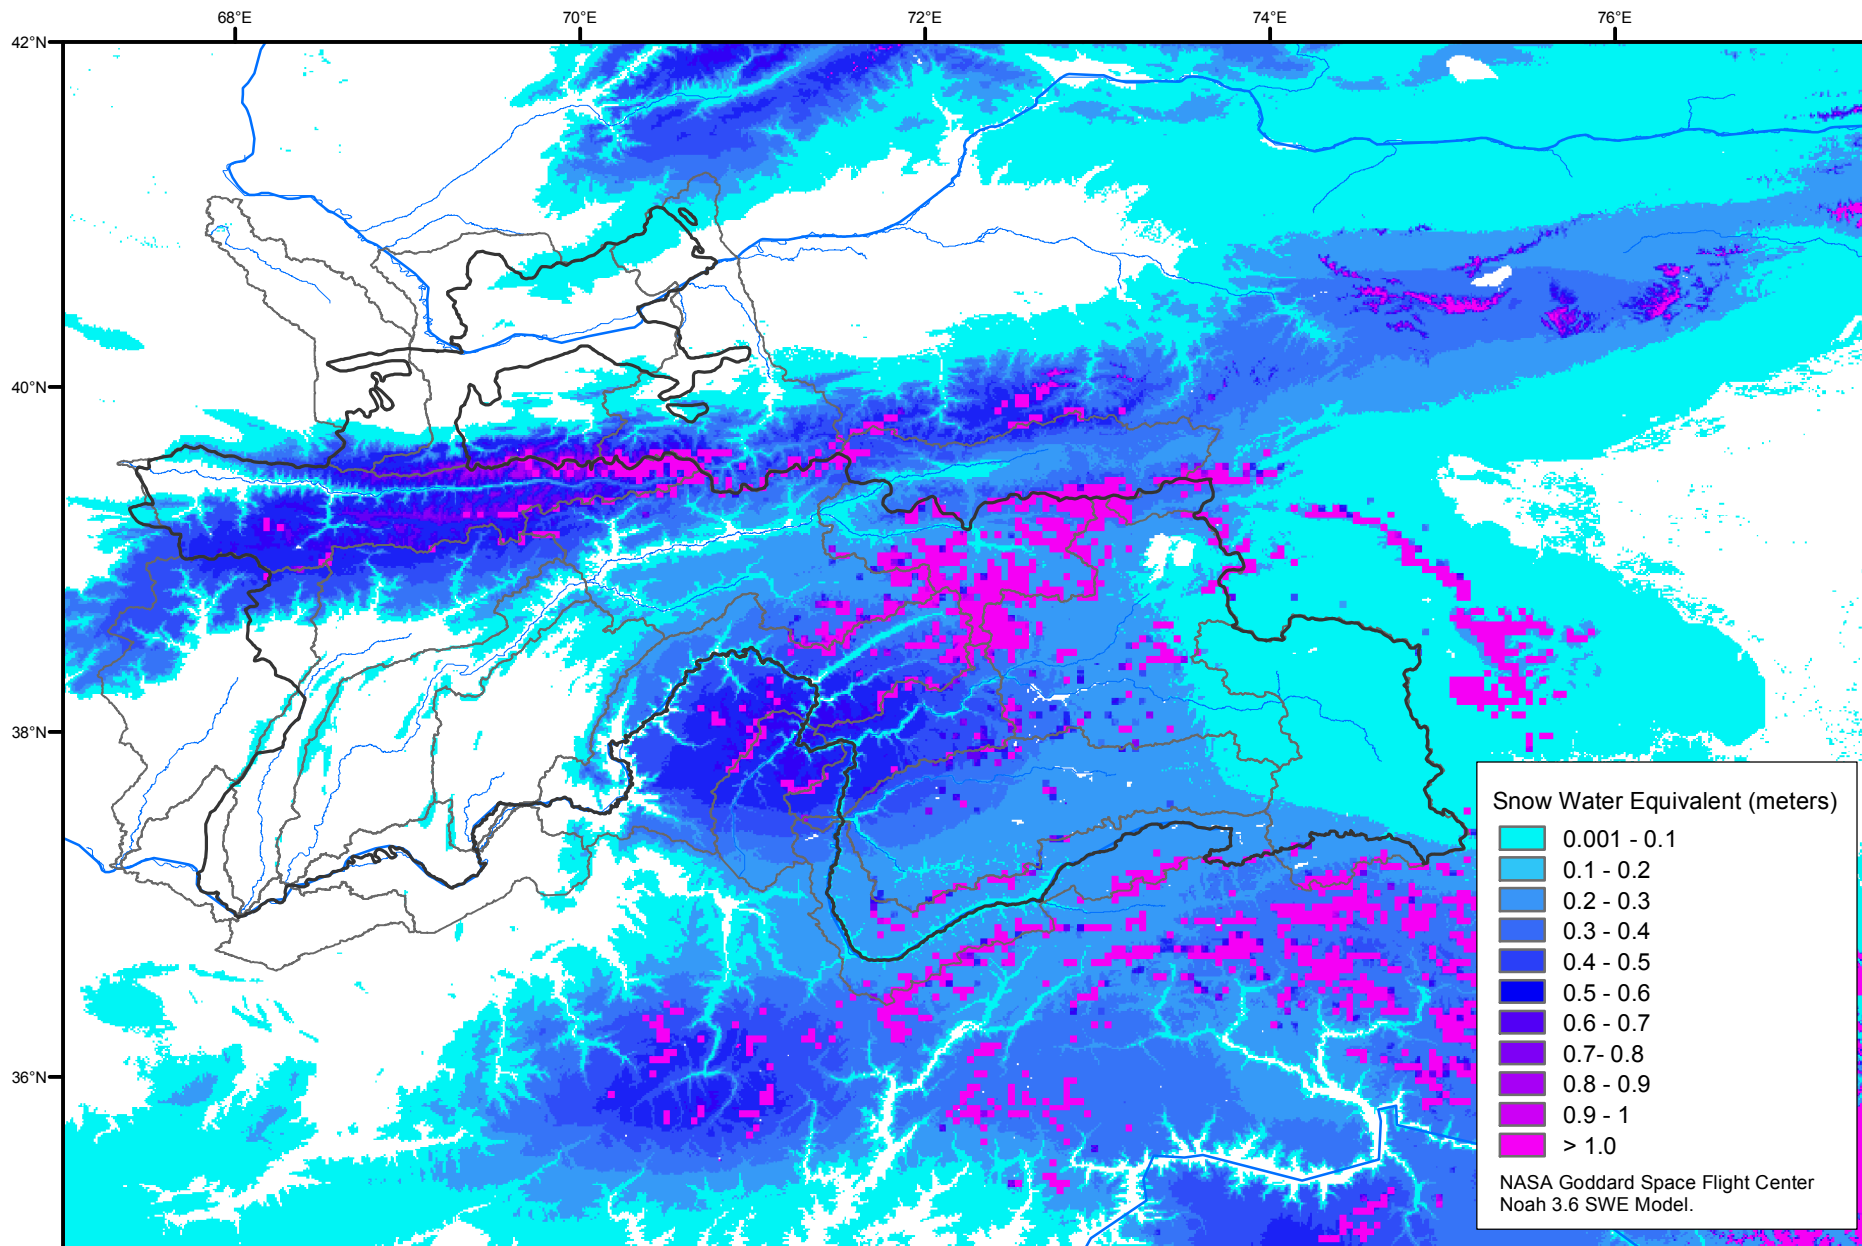 68°E 70°E 72°E 74°E 76°E
42°N
40°N
38°N
36°N
Snow Water Equivalent (meters)
0.001 - 0.1
0.1 - 0.2
0.2 - 0.3
0.3 - 0.4
0.4 - 0.5
0.5 - 0.6
0.6 - 0.7
0.7- 0.8
0.8 - 0.9
0.9 - 1
> 1.0
NASA Goddard Space Flight Center
Noah 3.6 SWE Model.